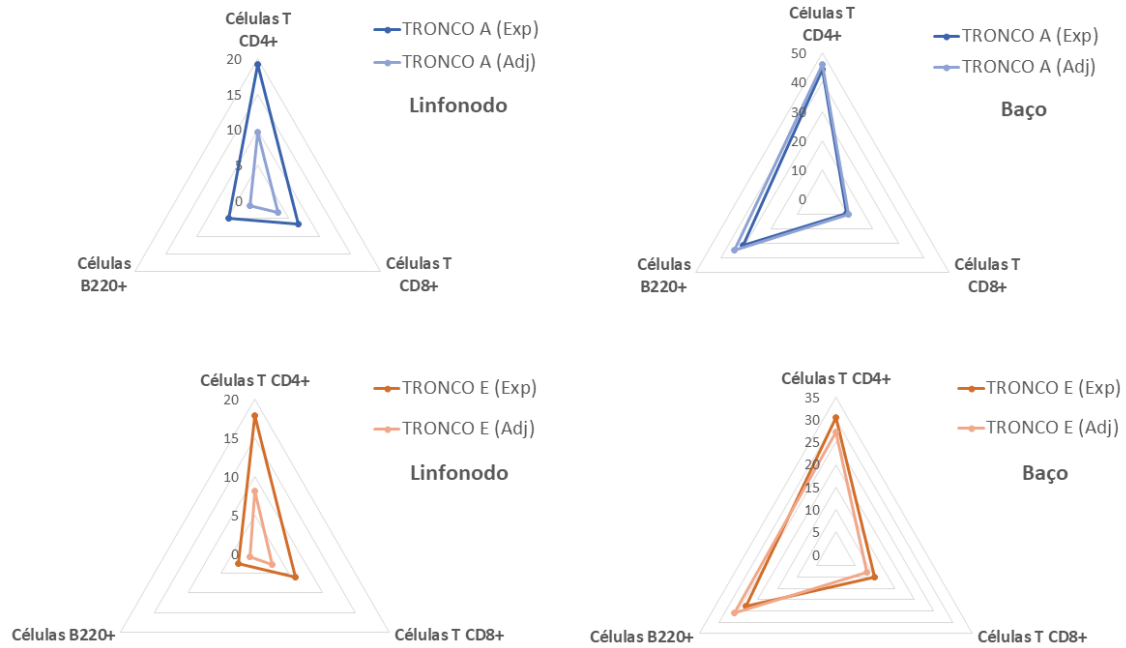 Células T
CD4+
TRONCO A (Exp)
TRONCO A (Adj)
Linfonodo
20
15
10
5
0
Células
B220+
Células T
CD8+
Células T
CD4+
TRONCO A (Exp)
TRONCO A (Adj)
Baço
50
40
30
20
10
0
Células
B220+
Células T
CD8+
Células T CD4+
TRONCO E (Exp)
TRONCO E (Adj)
Linfonodo
20
15
10
5
0
Células B220+
Células T CD8+
Células T CD4+
TRONCO E (Exp)
TRONCO E (Adj)
Baço
35
30
25
20
15
10
5
0
Células B220+
Células T CD8+